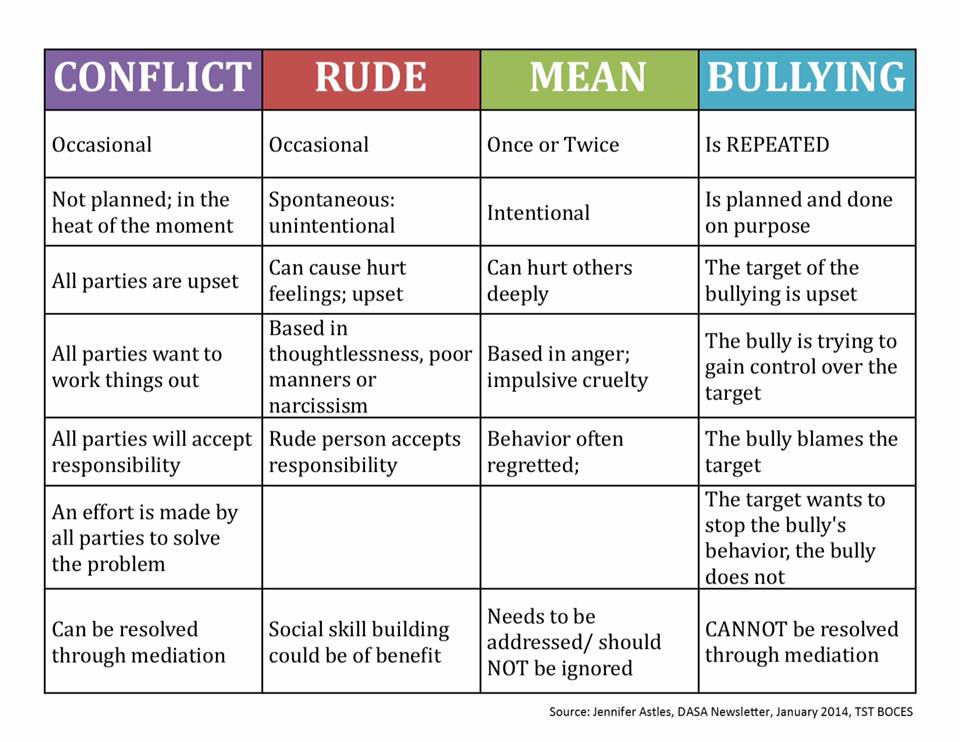 CONFLICT RUDE MEAN BULLYING
Occasional
Occasional
Once or Twice
Is REPEATED
Not planned; in the
heat of the moment
Spontaneous:
unintentional
Intentional
Is planned and done
on purpose
All parties are upset
Can cause hurt
feelings; upset
Can hurt others
deeply
The target of the
bullying is upset
All parties want to
work things out
Based in
thoughtlessness, poor
manners or
narcissism
Based in anger;
impulsive cruelty
The bully is trying to
gain control over the
target
All parties will accept
responsibility
Rude person accepts
responsibility
Behavior often
regretted;
The bully blames the
target
An effort is made by
all parties to solve
the problem
The target wants to
stop the bully's
behavior, the bully
does not
Can be resolved
through mediation
Social skill building
could be of benefit
Needs to be
addressed/ should
NOT be ignored
CANNOT be resolved
through mediation
Source: Jennifer Astles, DASA Newsletter, January 2014, TST BOCES